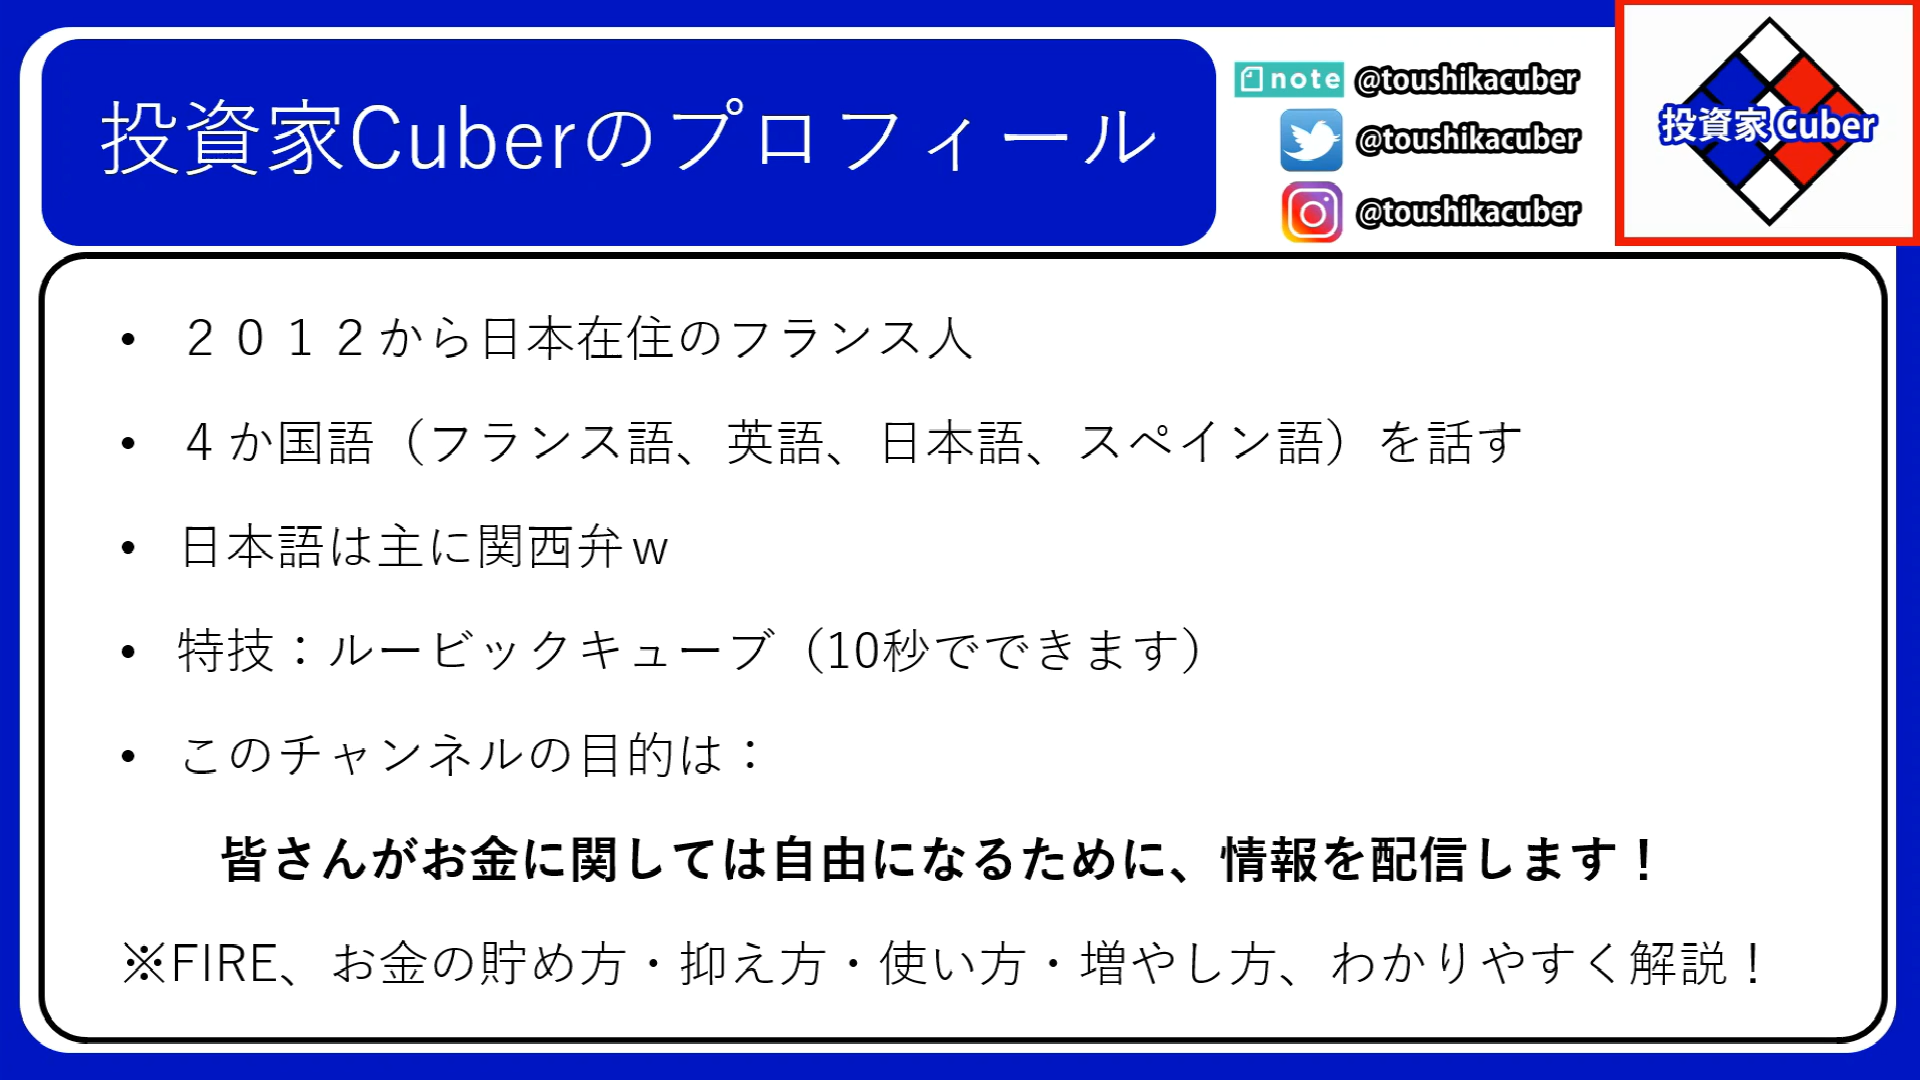 投資家Cuberのプロフィール
note @toushikacuber
@toushikacuber
@toushikacuber
投資家 Cuber
• ２０１２から日本在住のフランス人
• ４か国語（フランス語、英語、日本語、スペイン語）を話す
• 日本語は主に関西弁ｗ
• 特技：ルービックキューブ（10秒でできます）
• このチャンネルの目的は：
皆さんがお金に関しては自由になるために、情報を配信します！
※FIRE、お金の貯め方・抑え方・使い方・増やし方、わかりやすく解説！